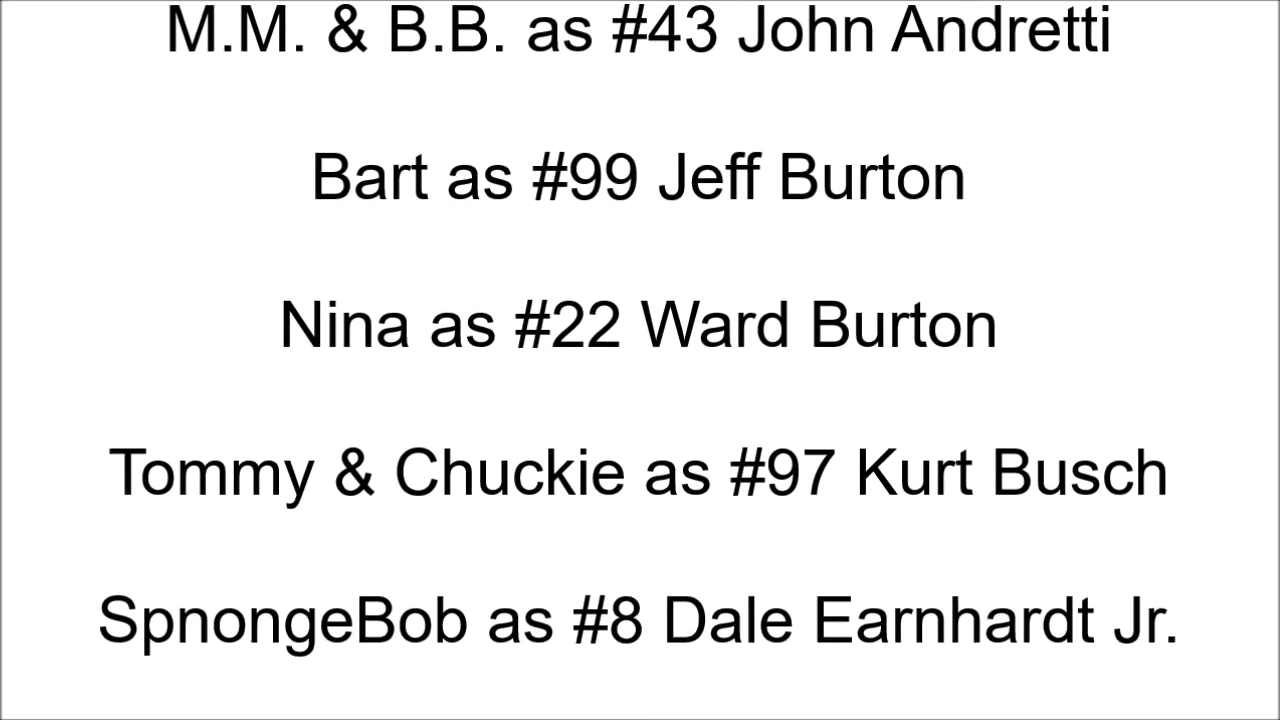 M.M. & B.B. as #43 John Andretti
Bart as #99 Jeff Burton
Nina as #22 Ward Burton
Tommy & Chuckie as #97 Kurt Busch
SpnongeBob as #8 Dale Earnhardt Jr.